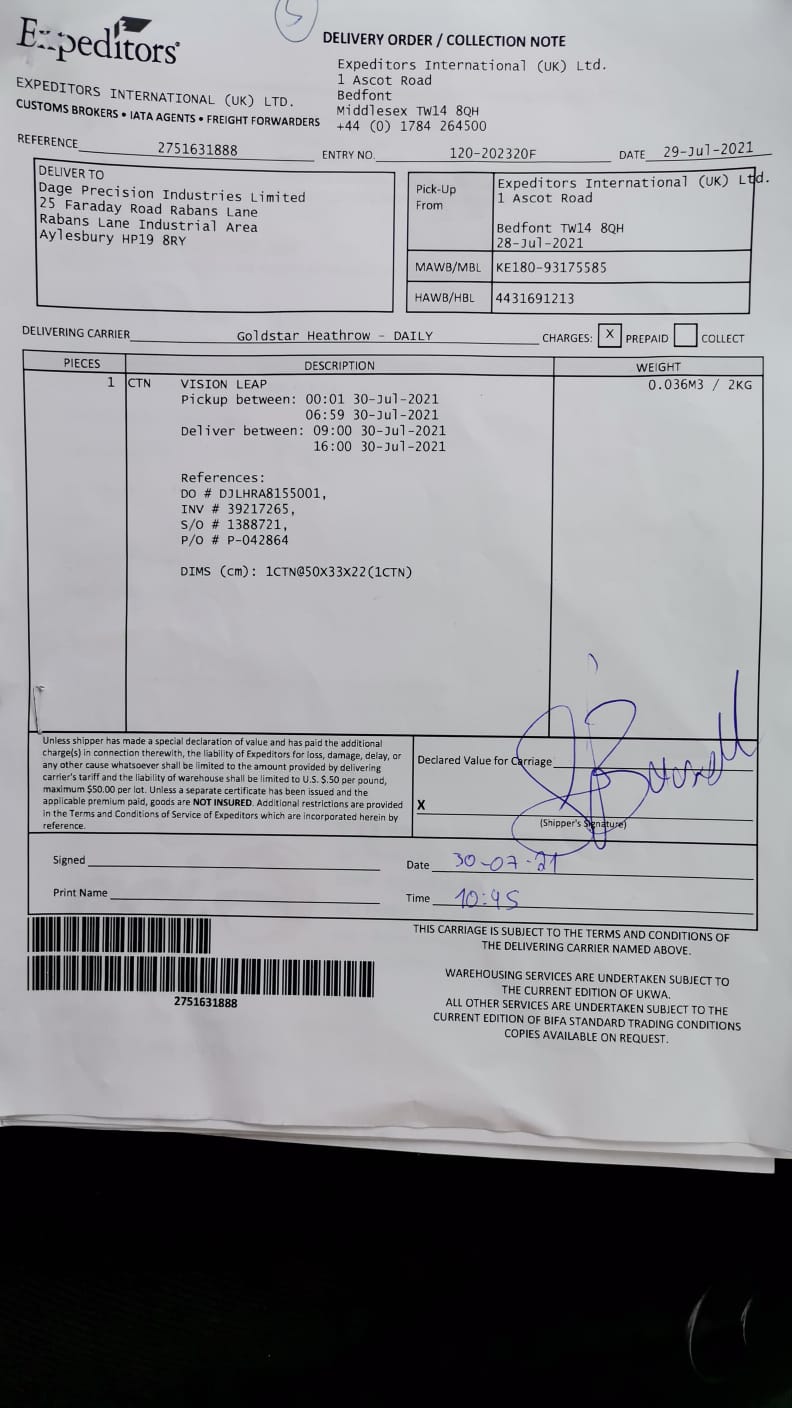 5
Expeditors®
EXPEDITORS INTERNATIONAL (UK) LTD.
CUSTOMS BROKERS • IATA AGENTS • FREIGHT FORWARDERS
DELIVERY ORDER / COLLECTION NOTE
Expeditors International (UK) Ltd.
1 Ascot Road
Bedfont
Middlesex TW14 8QH
+44 (0) 1784 264500
REFERENCE 2751631888 ENTRY NO. 120-202320F DATE 29-Jul-2021
DELIVER TO
Dage Precision Industries Limited
25 Faraday Road Rabans Lane
Rabans Lane Industrial Area
Aylesbury HP19 8RY
Pick-Up From
Expeditors International (UK) Ltd.
1 Ascot Road
Bedfont TW14 8QH
28-Jul-2021
MAWB/MBL KE180-93175585
HAWB/HBL 4431691213
DELIVERING CARRIER Goldstar Heathrow - DAILY CHARGES: X PREPAID COLLECT
PIECES DESCRIPTION WEIGHT
1 CTN VISION LEAP 0.036M3 / 2KG
Pickup between: 00:01 30-Jul-2021
06:59 30-Jul-2021
Deliver between: 09:00 30-Jul-2021
16:00 30-Jul-2021
References:
DO # DJLHRA8155001,
INV # 39217265,
S/O # 1388721,
P/O # P-042864
DIMS (cm): 1CTN@50X33X22(1CTN)
Unless shipper has made a special declaration of value and has paid the additional
charge(s) in connection therewith, the liability of Expeditors for loss, damage, delay, or
any other cause whatsoever shall be limited to the amount provided by delivering
carrier's tariff and the liability of warehouse shall be limited to U.S. $.50 per pound,
maximum $50.00 per lot. Unless a separate certificate has been issued and the
applicable premium paid, goods are NOT INSURED. Additional restrictions are provided
in the Terms and Conditions of Service of Expeditors which are incorporated herein by
reference.
Declared Value for Carriage
X
(Shipper's Signature)
Signed
Date 30-07-21
Print Name
Time 10:45
2751631888
THIS CARRIAGE IS SUBJECT TO THE TERMS AND CONDITIONS OF
THE DELIVERING CARRIER NAMED ABOVE.
WAREHOUSING SERVICES ARE UNDERTAKEN SUBJECT TO
THE CURRENT EDITION OF UKWA.
ALL OTHER SERVICES ARE UNDERTAKEN SUBJECT TO THE
CURRENT EDITION OF BIFA STANDARD TRADING CONDITIONS
COPIES AVAILABLE ON REQUEST.